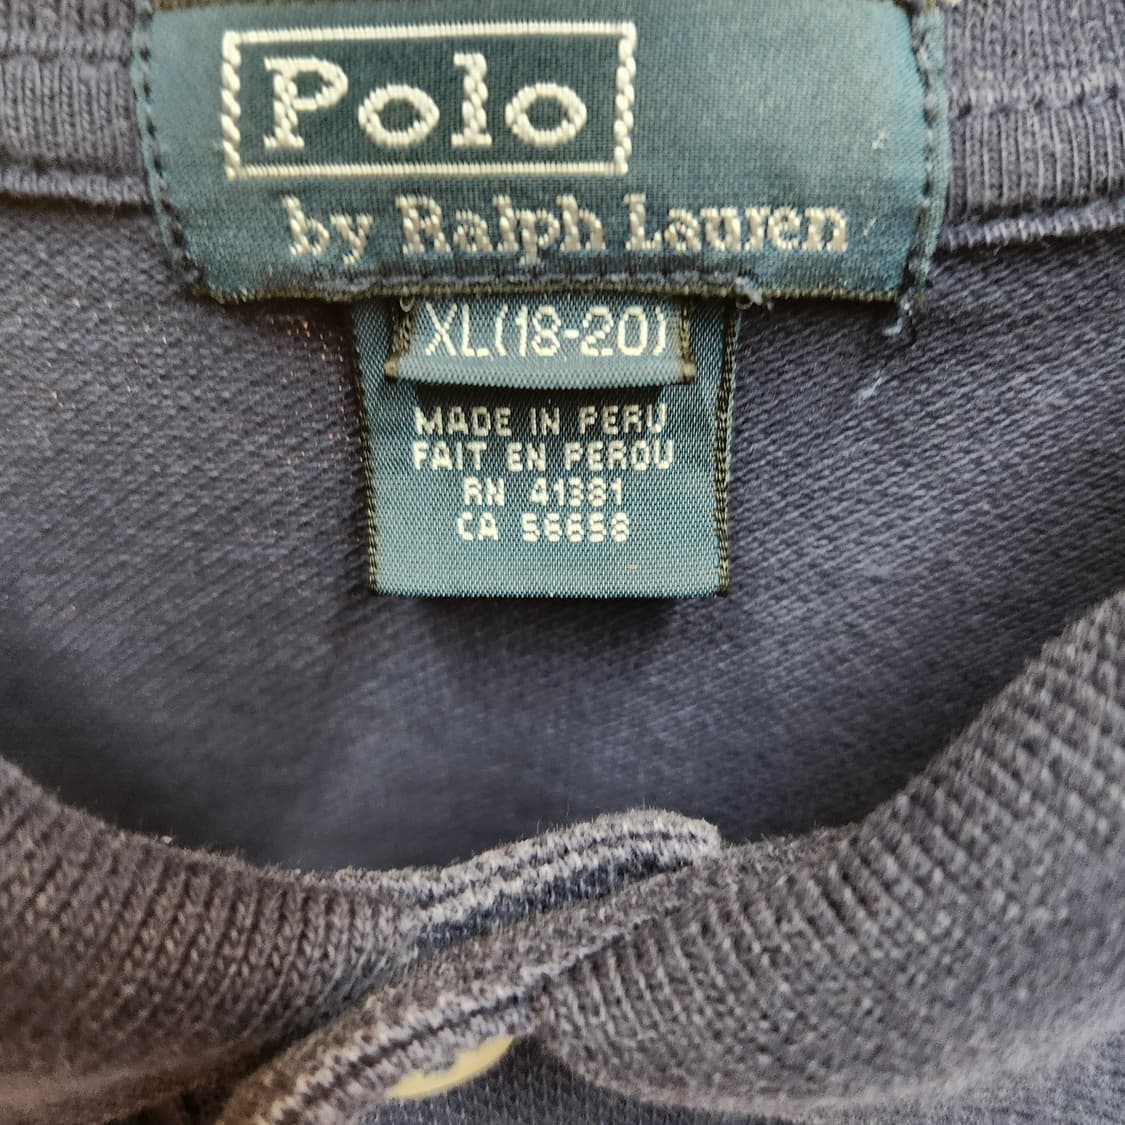 Polo
by Ralph Lauren
XL(18-20)
MADE IN PERU
FAIT EN PEROU
RN 41381
CA 56658